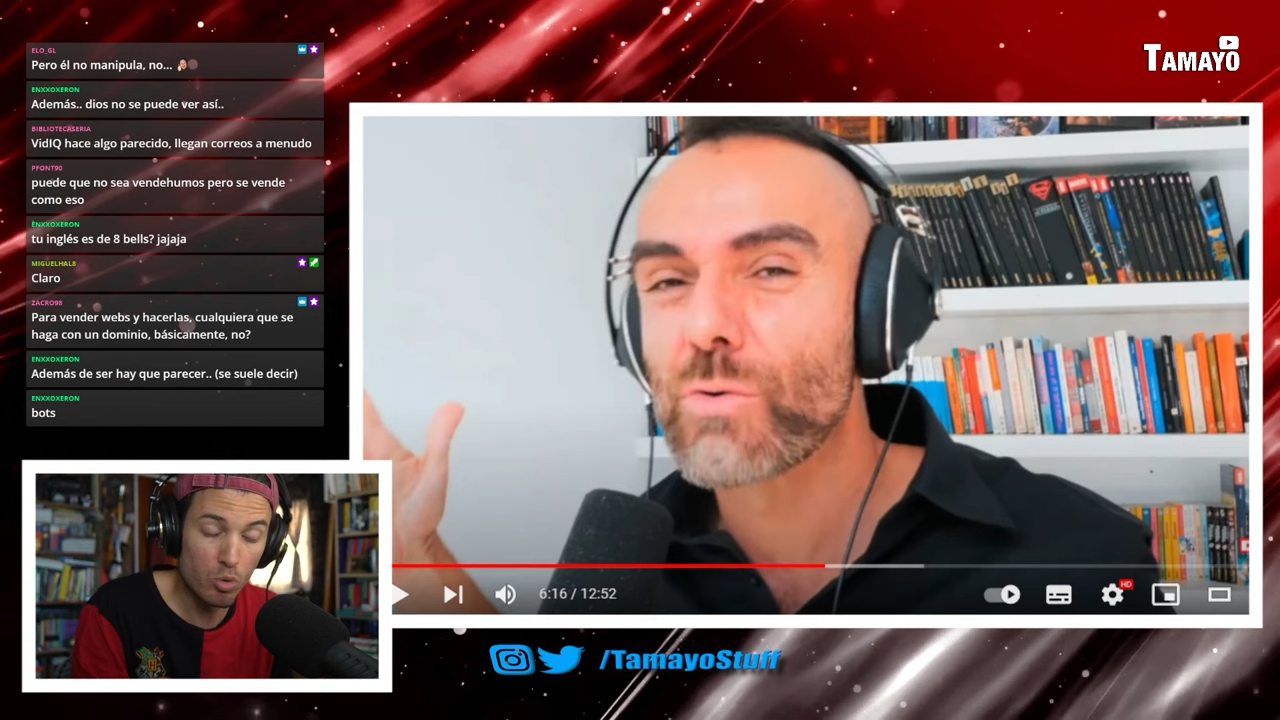 ELO_GL
Pero él no manipula, no...
ENXXOXERON
Además.. dios no se puede ver así..
BIBLIOTECASERIA
VidIQ hace algo parecido, llegan correos a menudo
PFONT90
puede que no sea vendehumos pero se vende
como eso
ENXXOXERON
tu inglés es de 8 bells? jajaja
MIGUELHAL8
Claro
ZACRO98
Para vender webs y hacerlas, cualquiera que se
haga con un dominio, básicamente, no?
ENXXOXERON
Además de ser hay que parecer.. (se suele decir)
ENXXOXERON
bots
TAMAYO
6:16 / 12:52
HD
/TamayoStuff